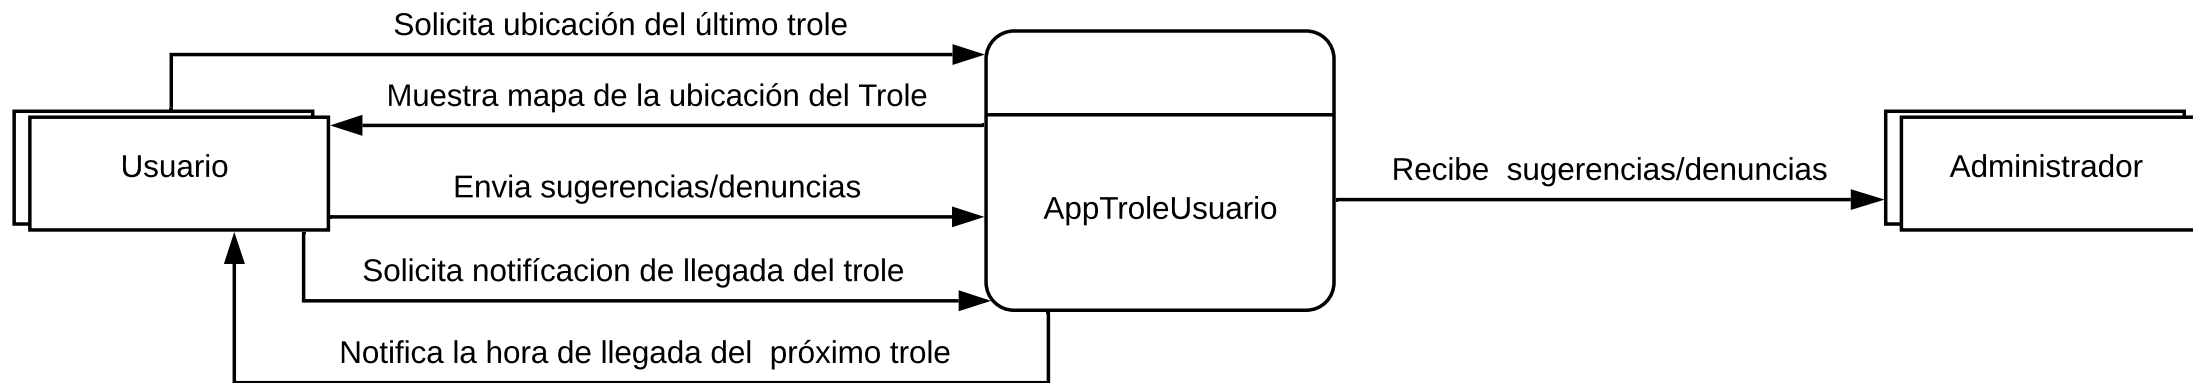 Solicita ubicación del último trole
Muestra mapa de la ubicación del Trole
Usuario
Envia sugerencias/denuncias
AppTroleUsuario
Recibe  sugerencias/denuncias
Administrador
Solicita notifícacion de llegada del trole
Notifica la hora de llegada del  próximo trole